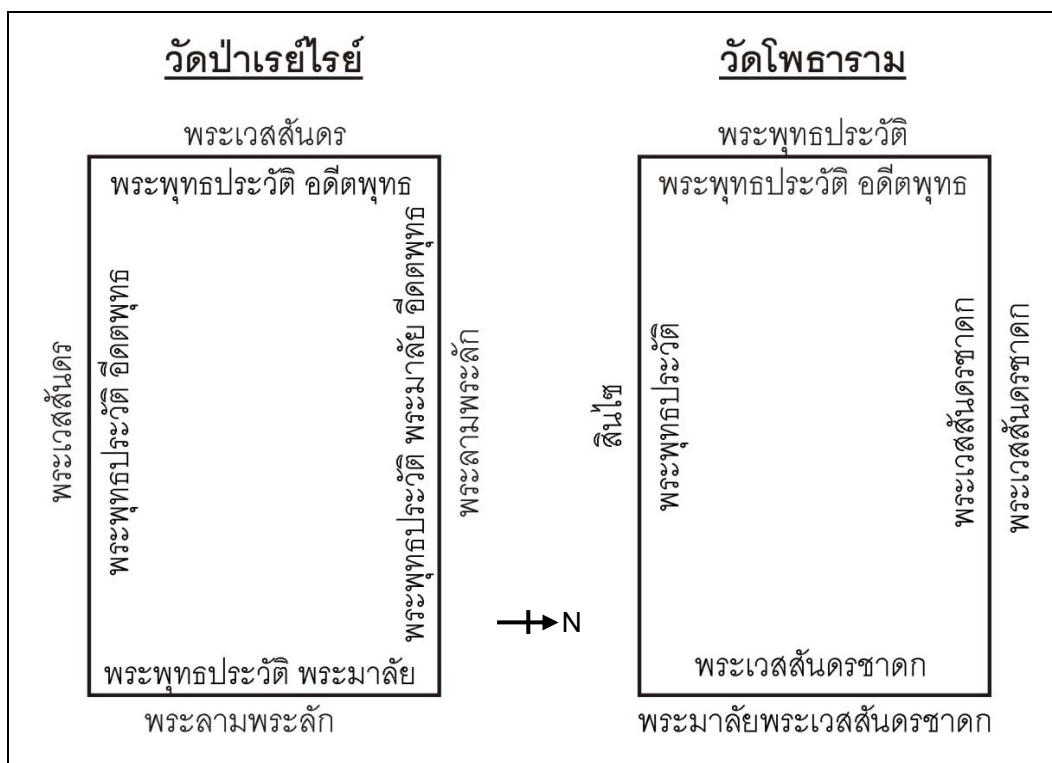 วัดป่าเรย์ไรย์
พระเวสสันดร
พระพุทธประวัติ อดีตพุทธ
พระเวสสันดร
พระพุทธประวัติ อีดตพุทธ
พระพุทธประวัติ พระมาลัย อีดตพุทธ
พระลามพระลัก
พระพุทธประวัติ พระมาลัย
พระลามพระลัก
N
วัดโพธาราม
พระพุทธประวัติ
พระพุทธประวัติ อดีตพุทธ
สินไซ
พระพุทธประวัติ
พระเวสสันดรชาดก
พระเวสสันดรชาดก
พระเวสสันดรชาดก
พระมาลัยพระเวสสันดรชาดก